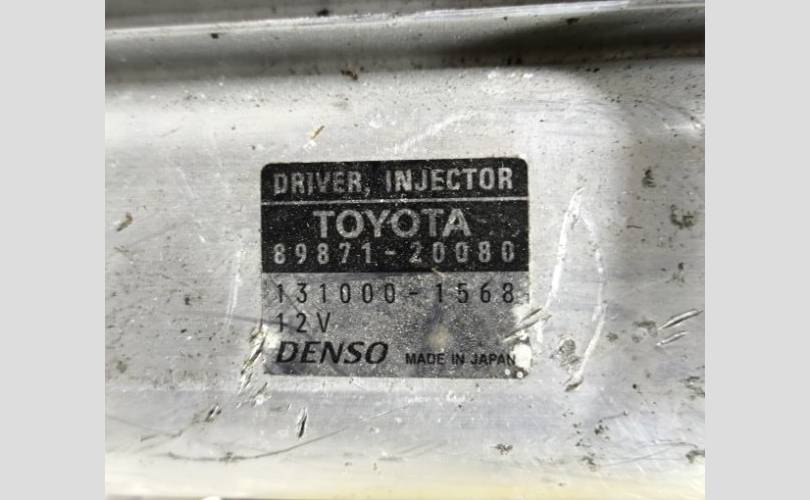 DRIVER, INJECTOR
TOYOTA
89871-20080
131000-1568
12V
DENSO MADE IN JAPAN